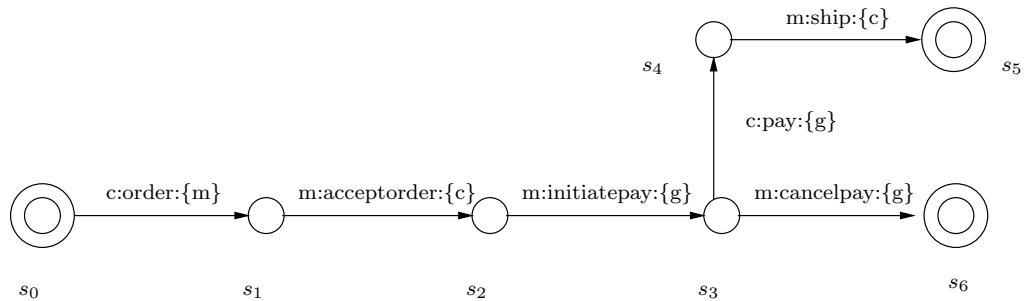 m:ship:{c}
s4
s5
c:pay:{g}
c:order:{m}
m:acceptorder:{c}
m:initiatepay:{g}
m:cancelpay:{g}
s0
s1
s2
s3
s6